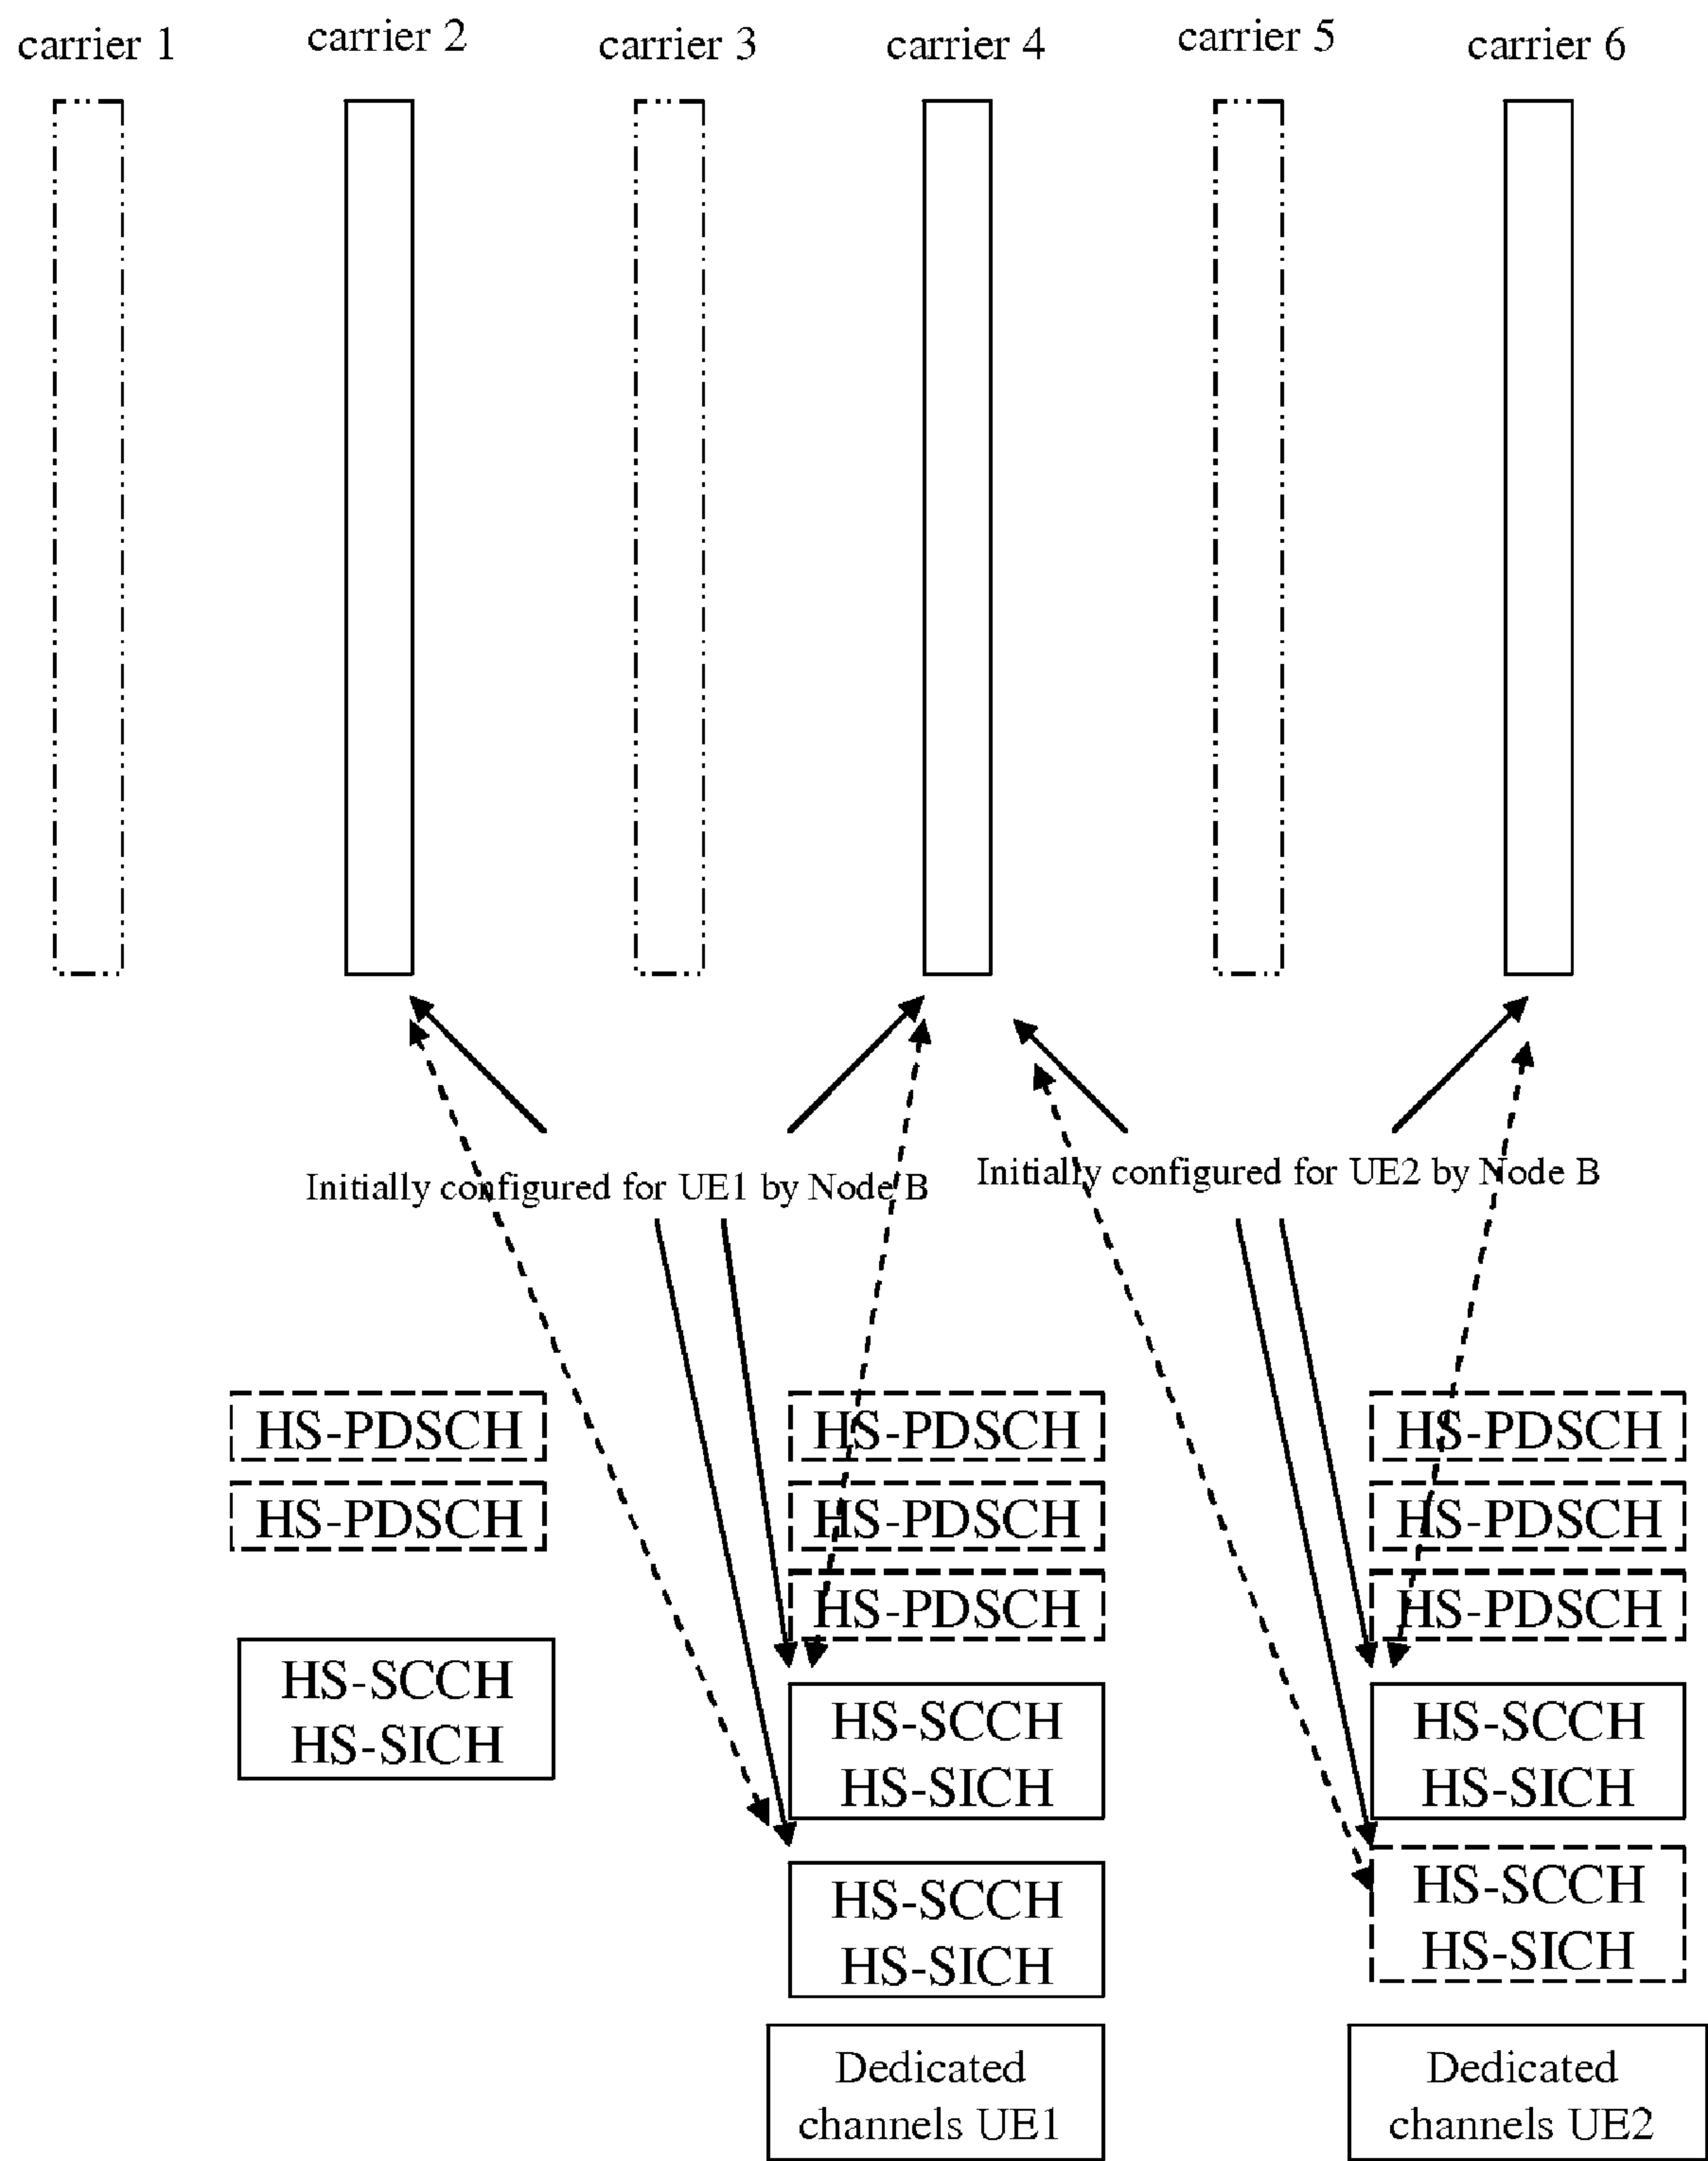 carrier 1
carrier 2
carrier 3
carrier 4
carrier 5
carrier 6
Initially configured for UE1 by Node B
Initially configured for UE2 by Node B
HS-PDSCH
HS-PDSCH
HS-SCCH
HS-SICH
HS-PDSCH
HS-PDSCH
HS-PDSCH
HS-SCCH
HS-SICH
HS-SCCH
HS-SICH
Dedicated
channels UE1
HS-PDSCH
HS-PDSCH
HS-PDSCH
HS-SCCH
HS-SICH
HS-SCCH
HS-SICH
Dedicated
channels UE2